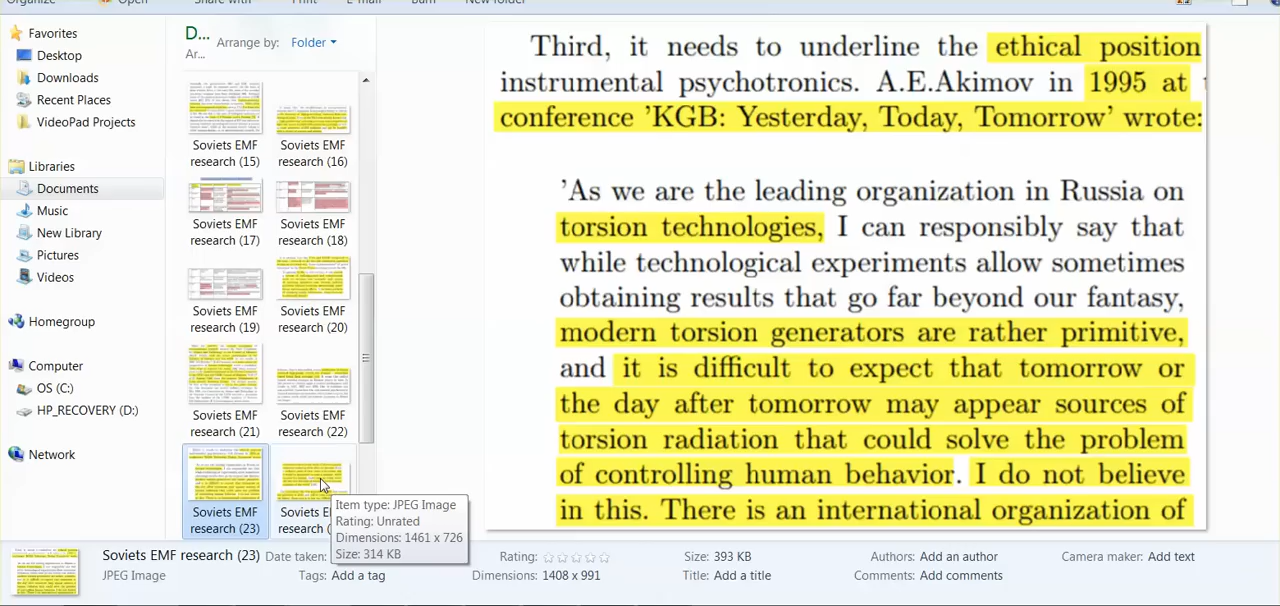 Organize
Open
Share with
Print
E-mail
Burn
New folder
Favorites
Desktop
Downloads
Recent Places
VideoPad Projects
Libraries
Documents
Music
New Library
Pictures
Videos
Homegroup
Computer
OS (C:)
HP_RECOVERY (D:)
Network
D...
Ar...
Arrange by: Folder
Soviets EMF research (15)
Soviets EMF research (16)
Soviets EMF research (17)
Soviets EMF research (18)
Soviets EMF research (19)
Soviets EMF research (20)
Soviets EMF research (21)
Soviets EMF research (22)
Soviets EMF research (23)
Soviets EMF research (
Item type: JPEG Image
Rating: Unrated
Dimensions: 1461 x 726
Size: 314 KB
Third, it needs to underline the ethical position
instrumental psychotronics. A.E.Akimov in 1995 at
conference 'KGB: Yesterday, Today, Tomorrow' wrote:
'As we are the leading organization in Russia on
torsion technologies, I can responsibly say that
while technological experiments allow sometimes
obtaining results that go far beyond our fantasy,
modern torsion generators are rather primitive,
and it is difficult to expect that tomorrow or
the day after tomorrow may appear sources of
torsion radiation that could solve the problem
of controlling human behavior. I do not believe
in this. There is an international organization of
Soviets EMF research (23) Date taken: Rating: Size: 393 KB Authors: Add an author Camera maker: Add text
JPEG Image Tags: Add a tag Dimensions: 1408 x 991 Title: Add a title Comments: Add comments